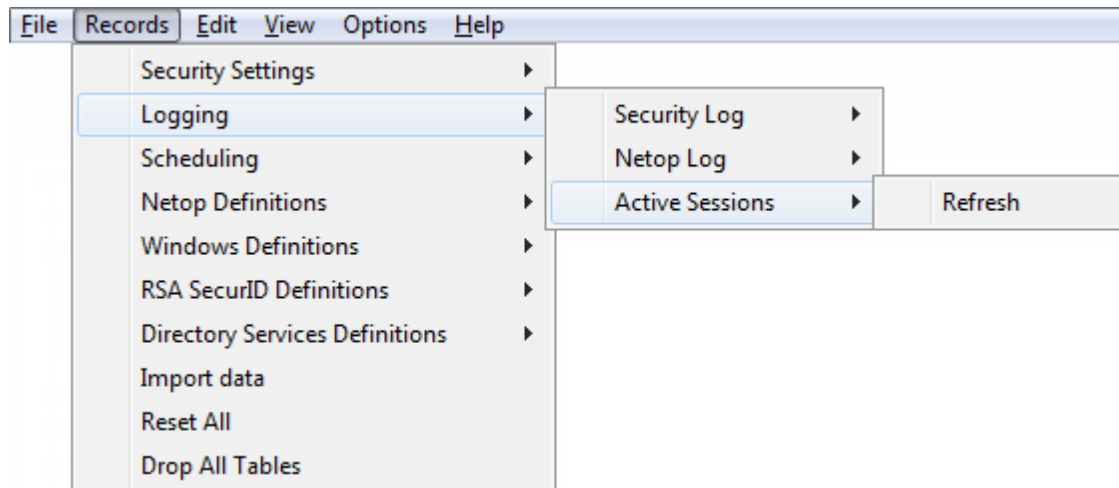 File Records Edit View Options Help
Security Settings
Logging
Scheduling
Netop Definitions
Windows Definitions
RSA SecurID Definitions
Directory Services Definitions
Import data
Reset All
Drop All Tables
Security Log
Netop Log
Active Sessions
Refresh